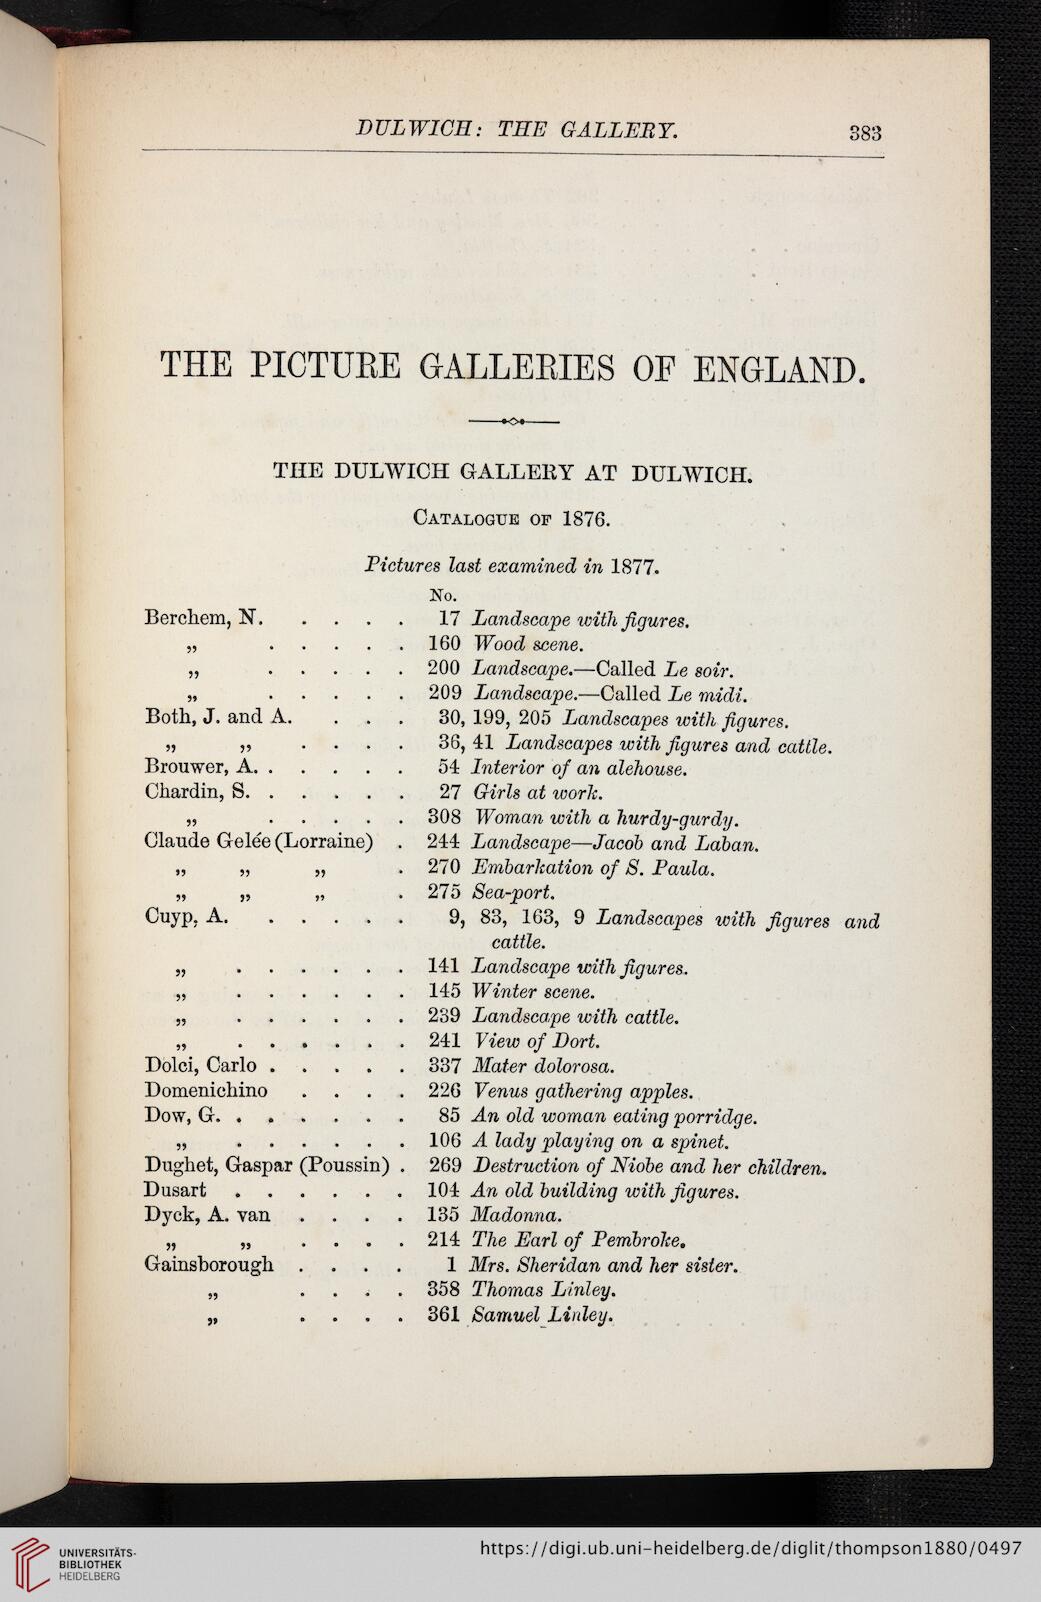 DULWICH: THE GALLERY. 383
THE PICTURE GALLERIES OF ENGLAND.
THE DULWICH GALLERY AT DULWICH.
CATALOGUE OF 1876.
Pictures last examined in 1877.
No.
Berchem, N. . . . . 17 Landscape with figures.
„ . . . . . 160 Wood scene.
„ . . . . . 200 Landscape.—Called Le soir.
„ . . . . . 209 Landscape.—Called Le midi.
Both, J. and A. . . . 30, 199, 205 Landscapes with figures.
„ „ . . . . 36, 41 Landscapes with figures and cattle.
Brouwer, A. . . . . . 54 Interior of an alehouse.
Chardin, S. . . . . . 27 Girls at work.
„ . . . . . 308 Woman with a hurdy-gurdy.
Claude Gelée (Lorraine) . 244 Landscape—Jacob and Laban.
„ „ „ . 270 Embarkation of S. Paula.
„ „ „ . 275 Sea-port.
Cuyp, A. . . . . . 9, 83, 163, 9 Landscapes with figures and
cattle.
„ . . . . . . 141 Landscape with figures.
„ . . . . . . 145 Winter scene.
„ . . . . . . 239 Landscape with cattle.
„ . . . . . . 241 View of Dort.
Dolci, Carlo . . . . . 337 Mater dolorosa.
Domenichino . . . . 226 Venus gathering apples.
Dow, G. . . . . . . 85 An old woman eating porridge.
„ . . . . . . 106 A lady playing on a spinet.
Dughet, Gaspar (Poussin) . 269 Destruction of Niobe and her children.
Dusart . . . . . . 104 An old building with figures.
Dyck, A. van . . . . 135 Madonna.
„ „ . . . . 214 The Earl of Pembroke.
Gainsborough . . . . 1 Mrs. Sheridan and her sister.
„ . . . . 358 Thomas Linley.
„ . . . . 361 Samuel Linley.
UNIVERSITÄTS-
BIBLIOTHEK
HEIDELBERG
https://digi.ub.uni-heidelberg.de/diglit/thompson1880/0497